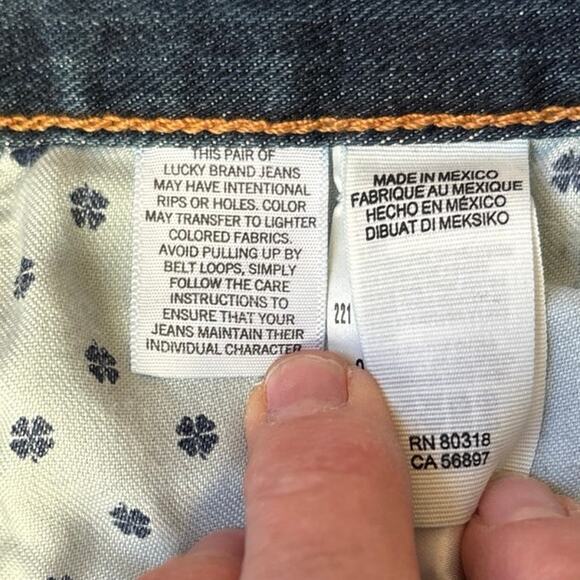 THIS PAIR OF
LUCKY BRAND JEANS
MAY HAVE INTENTIONAL
RIPS OR HOLES. COLOR
MAY TRANSFER TO LIGHTER
COLORED FABRICS.
AVOID PULLING UP BY
BELT LOOPS, SIMPLY
FOLLOW THE CARE
INSTRUCTIONS TO
ENSURE THAT YOUR
JEANS MAINTAIN THEIR
INDIVIDUAL CHARACTER
221
MADE IN MEXICO
FABRIQUE AU MEXIQUE
HECHO EN MÉXICO
DIBUAT DI MEKSIKO
RN 80318
CA 56897